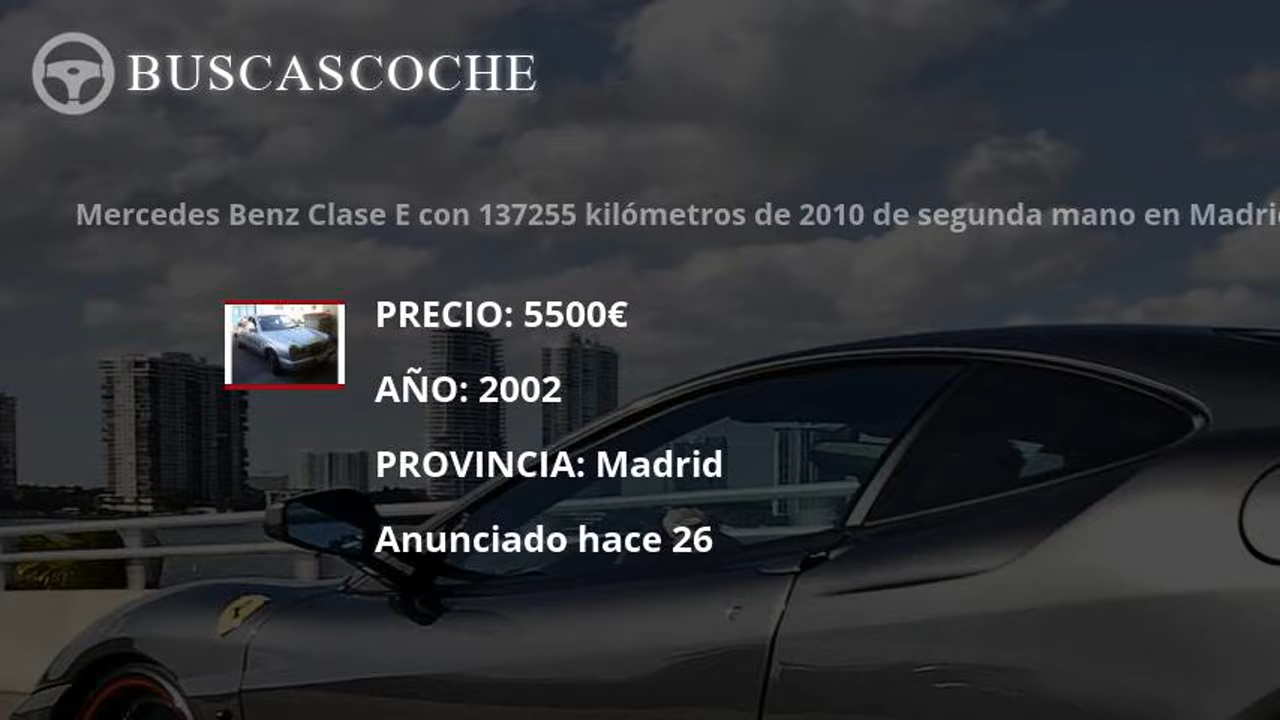 BUSCASCOCHE
Mercedes Benz Clase E con 137255 kilómetros de 2010 de segunda mano en Madri
PRECIO: 5500€
AÑO: 2002
PROVINCIA: Madrid
Anunciado hace 26